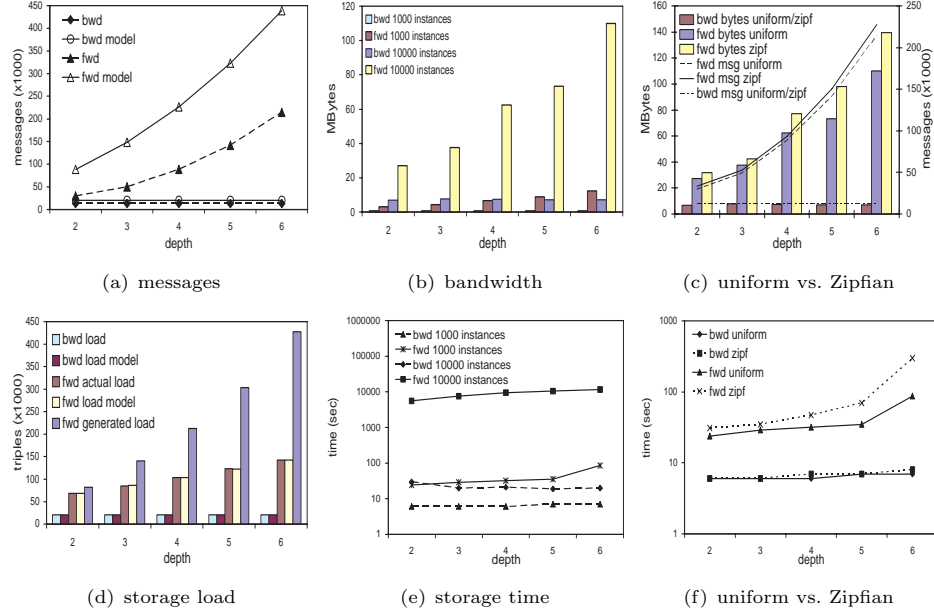 messages (x1000)
450
400
350
300
250
200
150
100
50
0
bwd
bwd model
fwd
fwd model
2 3 4 5 6
depth
(a) messages
MBytes
120
100
80
60
40
20
0
bwd 1000 instances
fwd 1000 instances
bwd 10000 instances
fwd 10000 instances
2 3 4 5 6
depth
(b) bandwidth
MBytes
160
140
120
100
80
60
40
20
0
bwd bytes uniform/zipf
fwd bytes uniform
fwd bytes zipf
fwd msg uniform
fwd msg zipf
bwd msg uniform/zipf
250
200
150
100
50
0
messages (x1000)
2 3 4 5 6
depth
(c) uniform vs. Zipfian
triples (x1000)
450
400
350
300
250
200
150
100
50
0
bwd load
bwd load model
fwd actual load
fwd load model
fwd generated load
2 3 4 5 6
depth
(d) storage load
time (sec)
1000000
100000
10000
1000
100
10
1
bwd 1000 instances
fwd 1000 instances
bwd 10000 instances
fwd 10000 instances
2 3 4 5 6
depth
(e) storage time
time (sec)
1000
100
10
1
bwd uniform
bwd zipf
fwd uniform
fwd zipf
2 3 4 5 6
depth
(f) uniform vs. Zipfian